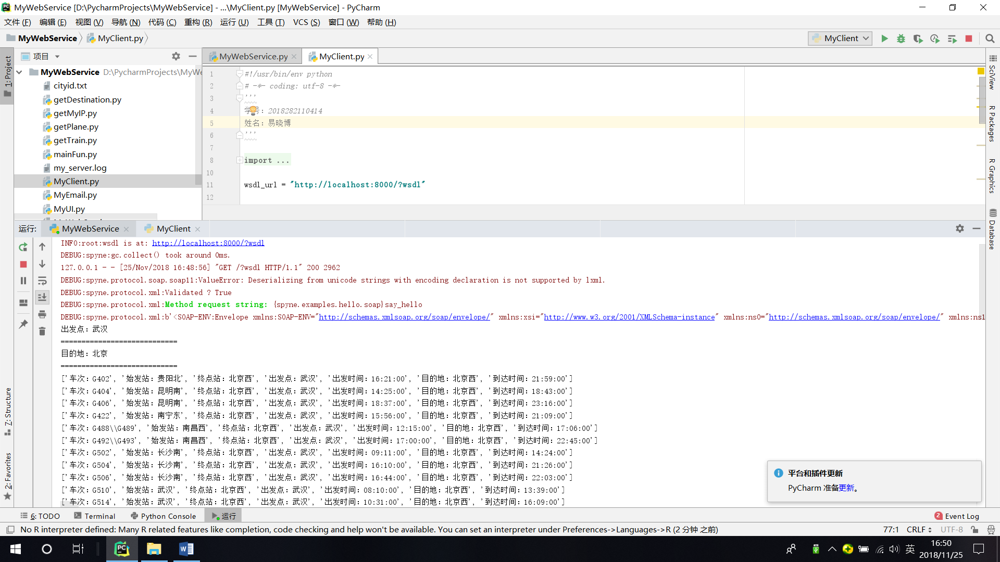 MyWebService [D:\PycharmProjects\MyWebService] - ...\MyClient.py [MyWebService] - PyCharm
文件 (F) 编辑 (E) 视图 (V) 导航 (N) 代码 (C) 重构 (R) 运行 (U) 工具 (T) VCS (S) 窗口 (W) 帮助 (H)
MyWebService MyClient.py MyClient
项目
MyWebService.py MyClient.py
1: Project
MyWebService D:\PycharmProjects\MyWe
cityid.txt
getDestination.py
getMyIP.py
getPlane.py
getTrain.py
mainFun.py
my_server.log
MyClient.py
MyEmail.py
MyUI.py
1 #!/usr/bin/env python
2 # -*- coding: utf-8 -*-
3 '''
4 学号：2018282110414
5 姓名：易晓博
6 '''
7
8 import ...
10
11 wsdl_url = "http://localhost:8000/?wsdl"
12
SciView
R Packages
R Graphics
Database
运行: MyWebService MyClient
INFO:root:wsdl is at: http://localhost:8000/?wsdl
DEBUG:spyne:gc.collect() took around 0ms.
127.0.0.1 - - [25/Nov/2018 16:48:56] "GET /?wsdl HTTP/1.1" 200 2962
DEBUG:spyne.protocol.soap.soap11:ValueError: Deserializing from unicode strings with encoding declaration is not supported by lxml.
DEBUG:spyne.protocol.xml:Validated ? True
DEBUG:spyne.protocol.xml:Method request string: {spyne.examples.hello.soap}say_hello
DEBUG:spyne.protocol.xml:b'<SOAP-ENV:Envelope xmlns:SOAP-ENV="http://schemas.xmlsoap.org/soap/envelope/" xmlns:xsi="http://www.w3.org/2001/XMLSchema-instance" xmlns:ns0="http://schemas.xmlsoap.org/soap/envelope/" xmlns:ns1
出发点：武汉
============================
目的地：北京
============================
['车次：G402', '始发站：贵阳北', '终点站：北京西', '出发点：武汉', '出发时间：16:21:00', '目的地：北京西', '到达时间：21:59:00']
['车次：G404', '始发站：昆明南', '终点站：北京西', '出发点：武汉', '出发时间：14:25:00', '目的地：北京西', '到达时间：18:43:00']
['车次：G406', '始发站：昆明南', '终点站：北京西', '出发点：武汉', '出发时间：18:37:00', '目的地：北京西', '到达时间：23:16:00']
['车次：G422', '始发站：南宁东', '终点站：北京西', '出发点：武汉', '出发时间：15:56:00', '目的地：北京西', '到达时间：21:09:00']
['车次：G488\\G489', '始发站：南昌西', '终点站：北京西', '出发点：武汉', '出发时间：12:15:00', '目的地：北京西', '到达时间：17:06:00']
['车次：G492\\G493', '始发站：南昌西', '终点站：北京西', '出发点：武汉', '出发时间：17:00:00', '目的地：北京西', '到达时间：22:45:00']
['车次：G502', '始发站：长沙南', '终点站：北京西', '出发点：武汉', '出发时间：09:11:00', '目的地：北京西', '到达时间：14:24:00']
['车次：G504', '始发站：长沙南', '终点站：北京西', '出发点：武汉', '出发时间：16:10:00', '目的地：北京西', '到达时间：21:26:00']
['车次：G506', '始发站：长沙南', '终点站：北京西', '出发点：武汉', '出发时间：16:44:00', '目的地：北京西', '到达时间：22:03:00']
['车次：G510', '始发站：武汉', '终点站：北京西', '出发点：武汉', '出发时间：08:10:00', '目的地：北京西', '到达时间：13:39:00']
['车次：G514', '始发站：武汉', '终点站：北京西', '出发点：武汉', '出发时间：10:31:00', '目的地：北京西', '到达时间：16:09:00']
7: Structure
2: Favorites
平台和插件更新
PyCharm 准备更新。
6: TODO Terminal Python Console 运行 2 Event Log
No R interpreter defined: Many R related features like completion, code checking and help won't be available. You can set an interpreter under Preferences->Languages->R (2 分钟 之前) 77:1 CRLF UTF-8
英 16:50
2018/11/25